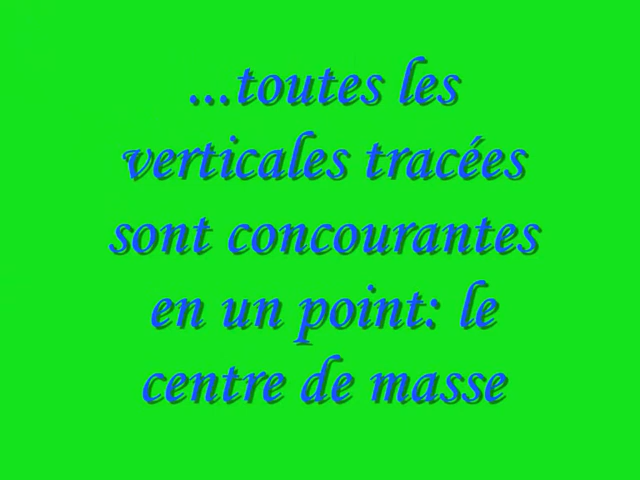 ...toutes les
verticales tracées
sont concourantes
en un point: le
centre de masse